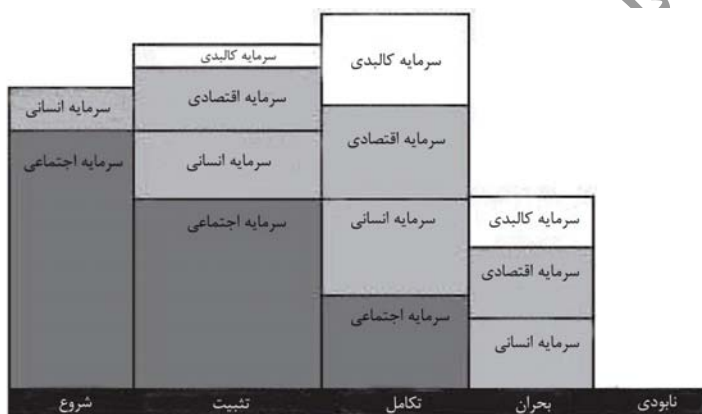 سرمایه انسانی
سرمایه اجتماعی
سرمایه کالبدی
سرمایه اقتصادی
سرمایه انسانی
سرمایه اجتماعی
سرمایه کالبدی
سرمایه اقتصادی
سرمایه انسانی
سرمایه اجتماعی
سرمایه کالبدی
سرمایه اقتصادی
سرمایه انسانی
شروع
تثبیت
تکامل
بحران
نابودی